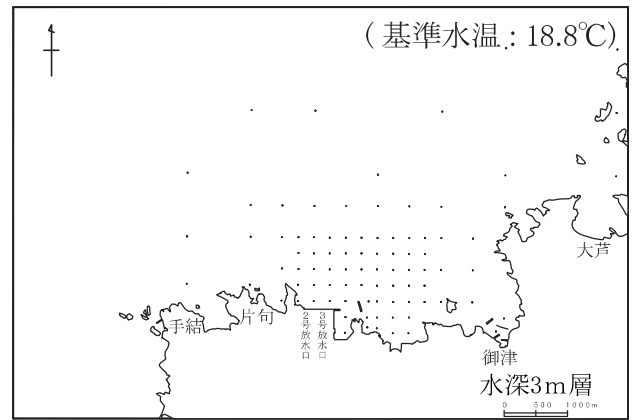 (基準水温:18.8℃)
大芦
片句
手結
2号放水口
3号放水口
御津
水深3m層
0 500 1000m